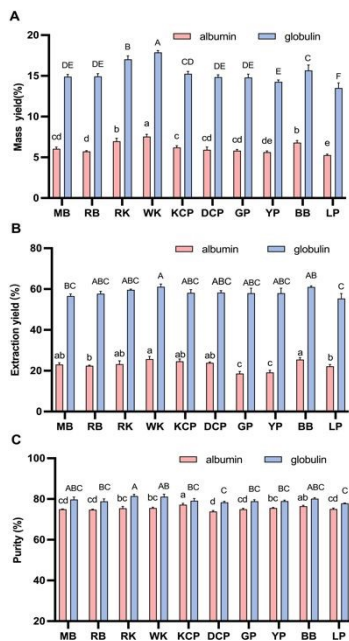 A
albumin globulin
Mass yield(%)
20
15
10
5
0
DE DE B A CD DE DE E C F
cd d b a c cd cd de b e
MB RB RK WK KCP DCP GP YP BB LP
B
albumin globulin
Extraction yield (%)
80
60
40
20
0
BC ABC ABC A ABC ABC ABC ABC AB C
ab b ab a ab ab c c a b
MB RB RK WK KCP DCP GP YP BB LP
C
albumin globulin
Purity (%)
100
80
60
40
20
ABC BC A AB BC C BC BC ABC C
cd cd bc bc a d cd bc ab cd
MB RB RK WK KCP DCP GP YP BB LP